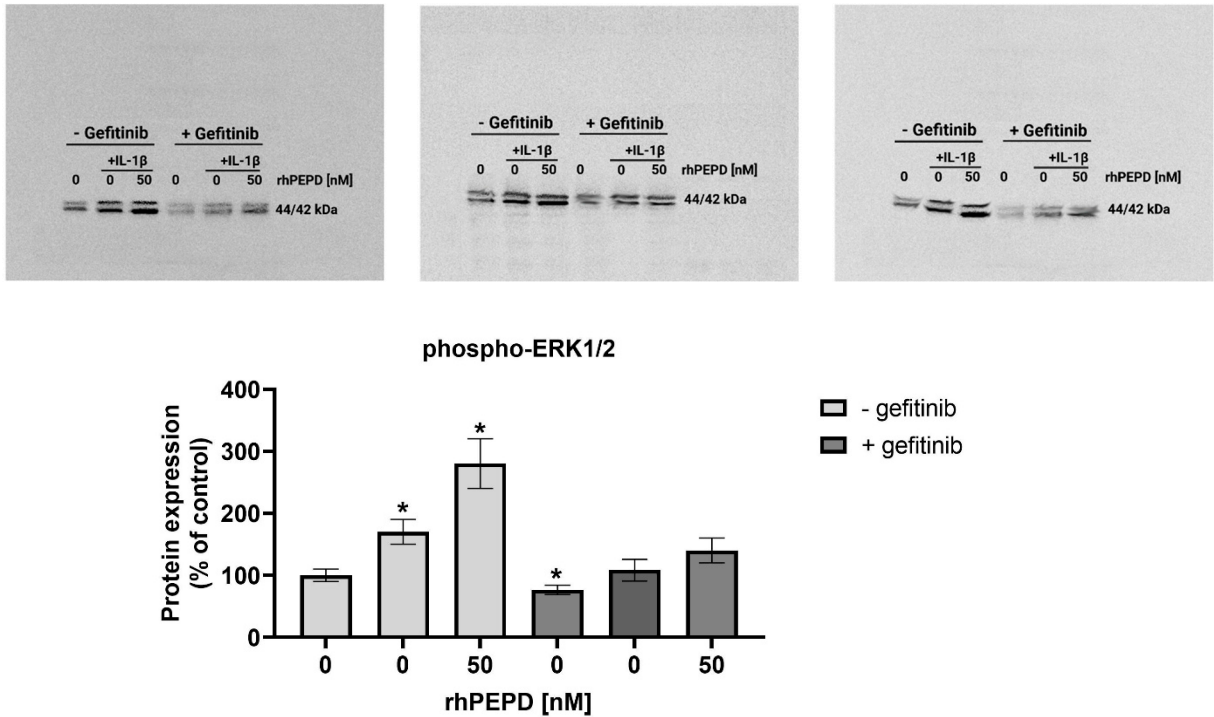 - Gefitinib + Gefitinib
+IL-1β +IL-1β
0 0 50 0 0 50 rhPEPD [nM]
44/42 kDa
- Gefitinib + Gefitinib
+IL-1β +IL-1β
0 0 50 0 0 50 rhPEPD [nM]
44/42 kDa
- Gefitinib + Gefitinib
+IL-1β +IL-1β
0 0 50 0 0 50 rhPEPD [nM]
44/42 kDa
phospho-ERK1/2
Protein expression
(% of control)
400
300
200
100
0
* * *
0 0 50 0 0 50
rhPEPD [nM]
- gefitinib
+ gefitinib